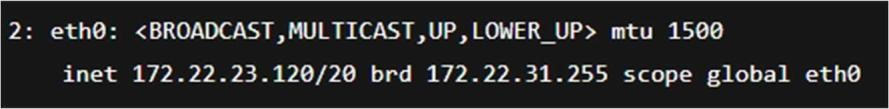 2: eth0: <BROADCAST,MULTICAST,UP,LOWER_UP> mtu 1500
inet 172.22.23.120/20 brd 172.22.31.255 scope global eth0